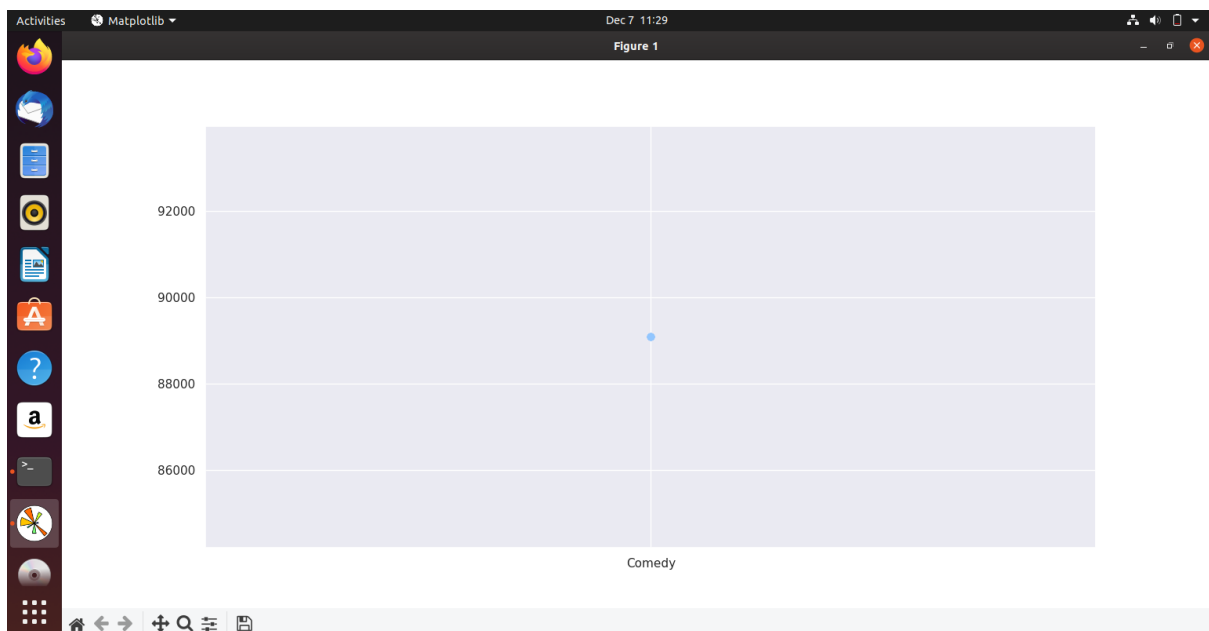 Activities Matplotlib Dec 7 11:29
Figure 1
92000
90000
88000
86000
Comedy
?
a
>_